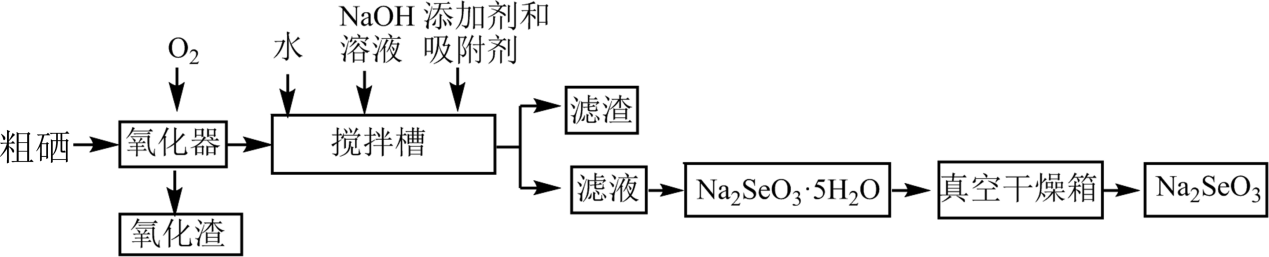 NaOH 添加剂和
O₂ 水 溶液 吸附剂
粗硒 氧化器 搅拌槽 滤渣
氧化渣 滤液 Na₂SeO₃·5H₂O 真空干燥箱 Na₂SeO₃